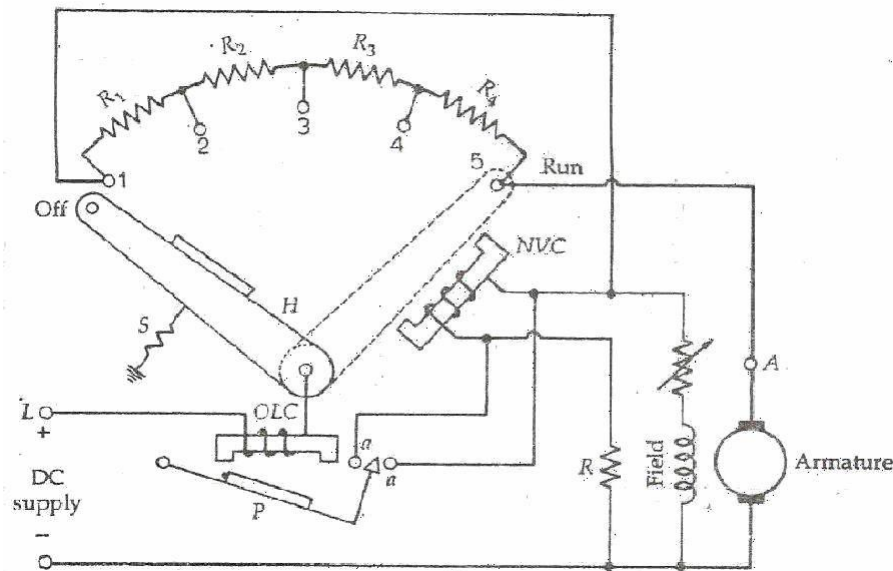 R₁
R₂
R₃
R₄
1
2
3
4
5
Run
Off
NVC
H
S
L
+
OLC
a
a
A
DC
supply
P
R
Field
Armature
−